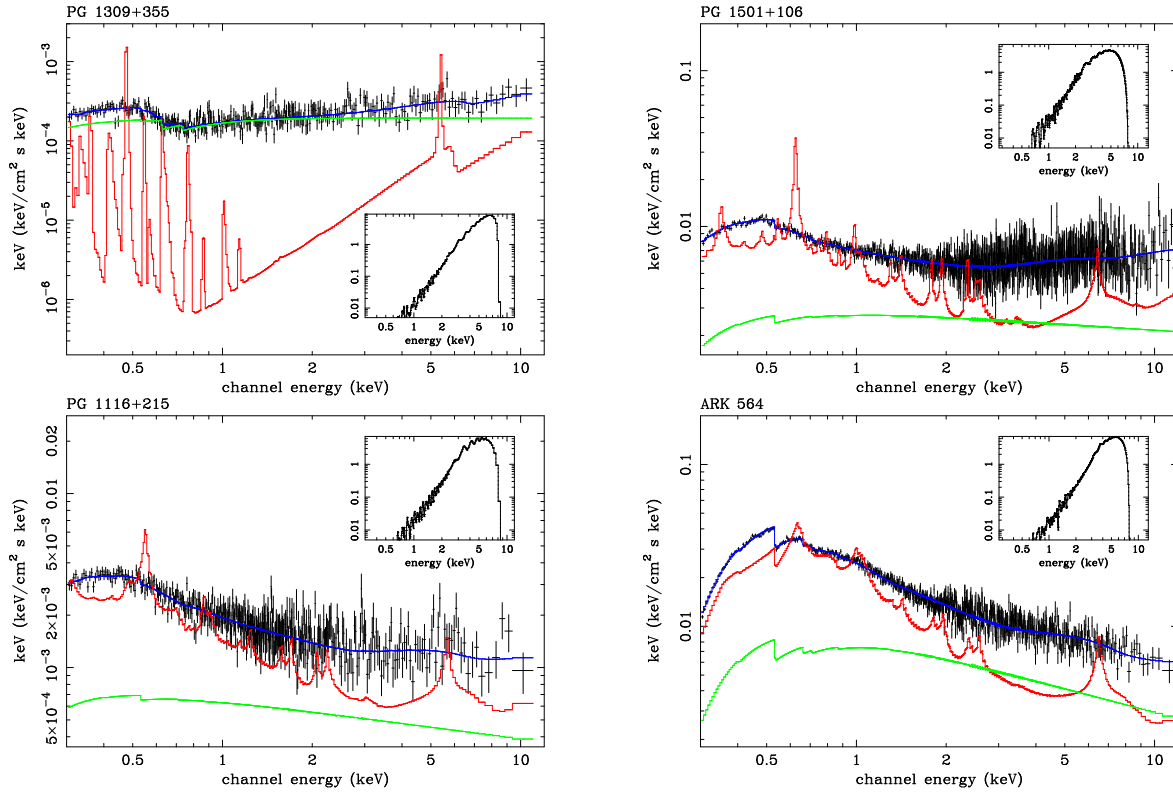 PG 1309+355
keV (keV/cm² s keV)
10⁻³
10⁻⁴
10⁻⁵
10⁻⁶
0.01 0.1 1
0.5 1 2 5 10
energy (keV)
0.5 1 2 5 10
channel energy (keV)
PG 1501+106
keV (keV/cm² s keV)
0.1
0.01
0.01 0.1 1
0.5 1 2 5 10
energy (keV)
0.5 1 2 5 10
channel energy (keV)
PG 1116+215
keV (keV/cm² s keV)
0.02
0.01
5×10⁻³
2×10⁻³
10⁻³
5×10⁻⁴
0.01 0.1 1
0.5 1 2 5 10
energy (keV)
0.5 1 2 5 10
channel energy (keV)
ARK 564
keV (keV/cm² s keV)
0.1
0.01
0.01 0.1 1
0.5 1 2 5 10
energy (keV)
0.5 1 2 5 10
channel energy (keV)